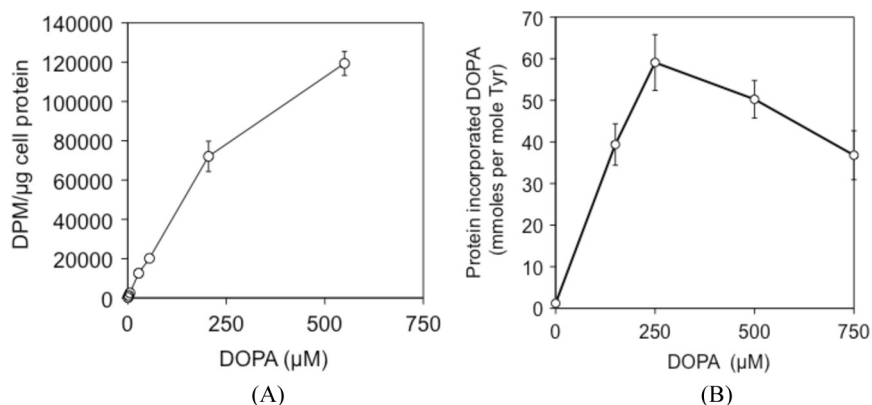 140000
120000
100000
80000
60000
40000
20000
0
DPM/µg cell protein
0 250 500 750
DOPA (µM)
(A)
70
60
50
40
30
20
10
0
Protein incorporated DOPA
(mmoles per mole Tyr)
0 250 500 750
DOPA (µM)
(B)